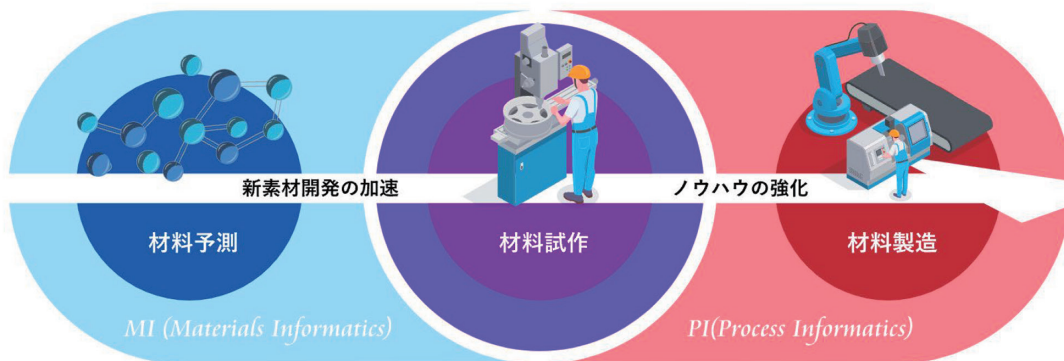 新素材開発の加速
ノウハウの強化
材料予測
材料試作
材料製造
MI (Materials Informatics)
PI(Process Informatics)